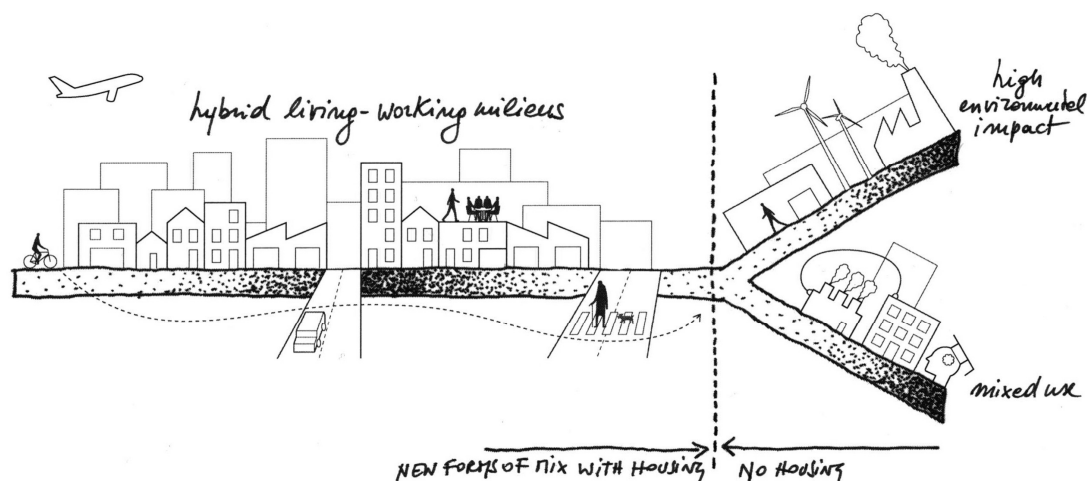 hybrid living-working milieus
high
environmental
impact
mixed use
NEW FORMS OF MIX WITH HOUSING
NO HOUSING